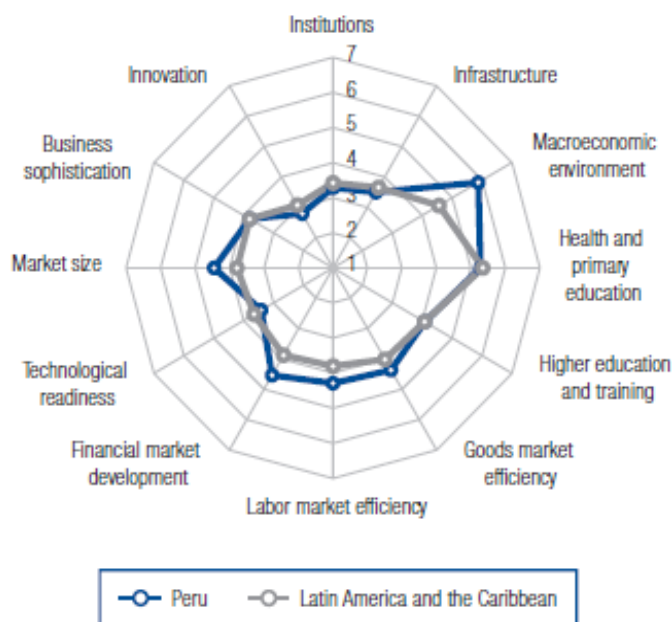 Institutions
7
6
5
4
3
2
1
Innovation
Infrastructure
Business
sophistication
Macroeconomic
environment
Market size
Health and
primary
education
Technological
readiness
Higher education
and training
Financial market
development
Goods market
efficiency
Labor market efficiency
Peru
Latin America and the Caribbean